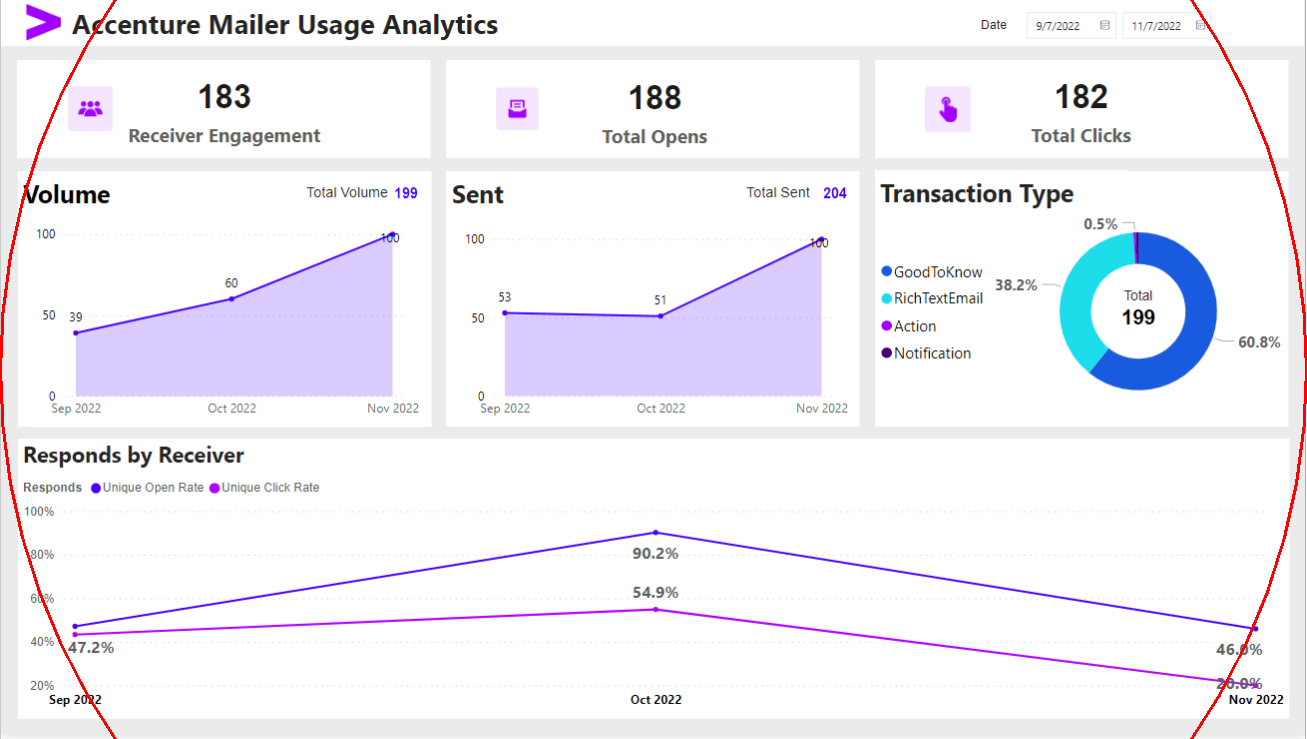 Accenture Mailer Usage Analytics
Date 9/7/2022 11/7/2022
183
Receiver Engagement
188
Total Opens
182
Total Clicks
Volume
Total Volume 199
100
50
0
39
60
100
Sep 2022
Oct 2022
Nov 2022
Sent
Total Sent 204
100
50
0
53
51
100
Sep 2022
Oct 2022
Nov 2022
Transaction Type
GoodToKnow
RichTextEmail
Action
Notification
0.5%
38.2%
60.8%
Total
199
Responds by Receiver
Responds Unique Open Rate Unique Click Rate
100%
80%
60%
40%
20%
47.2%
90.2%
54.9%
46.0%
20.0%
Sep 2022
Oct 2022
Nov 2022